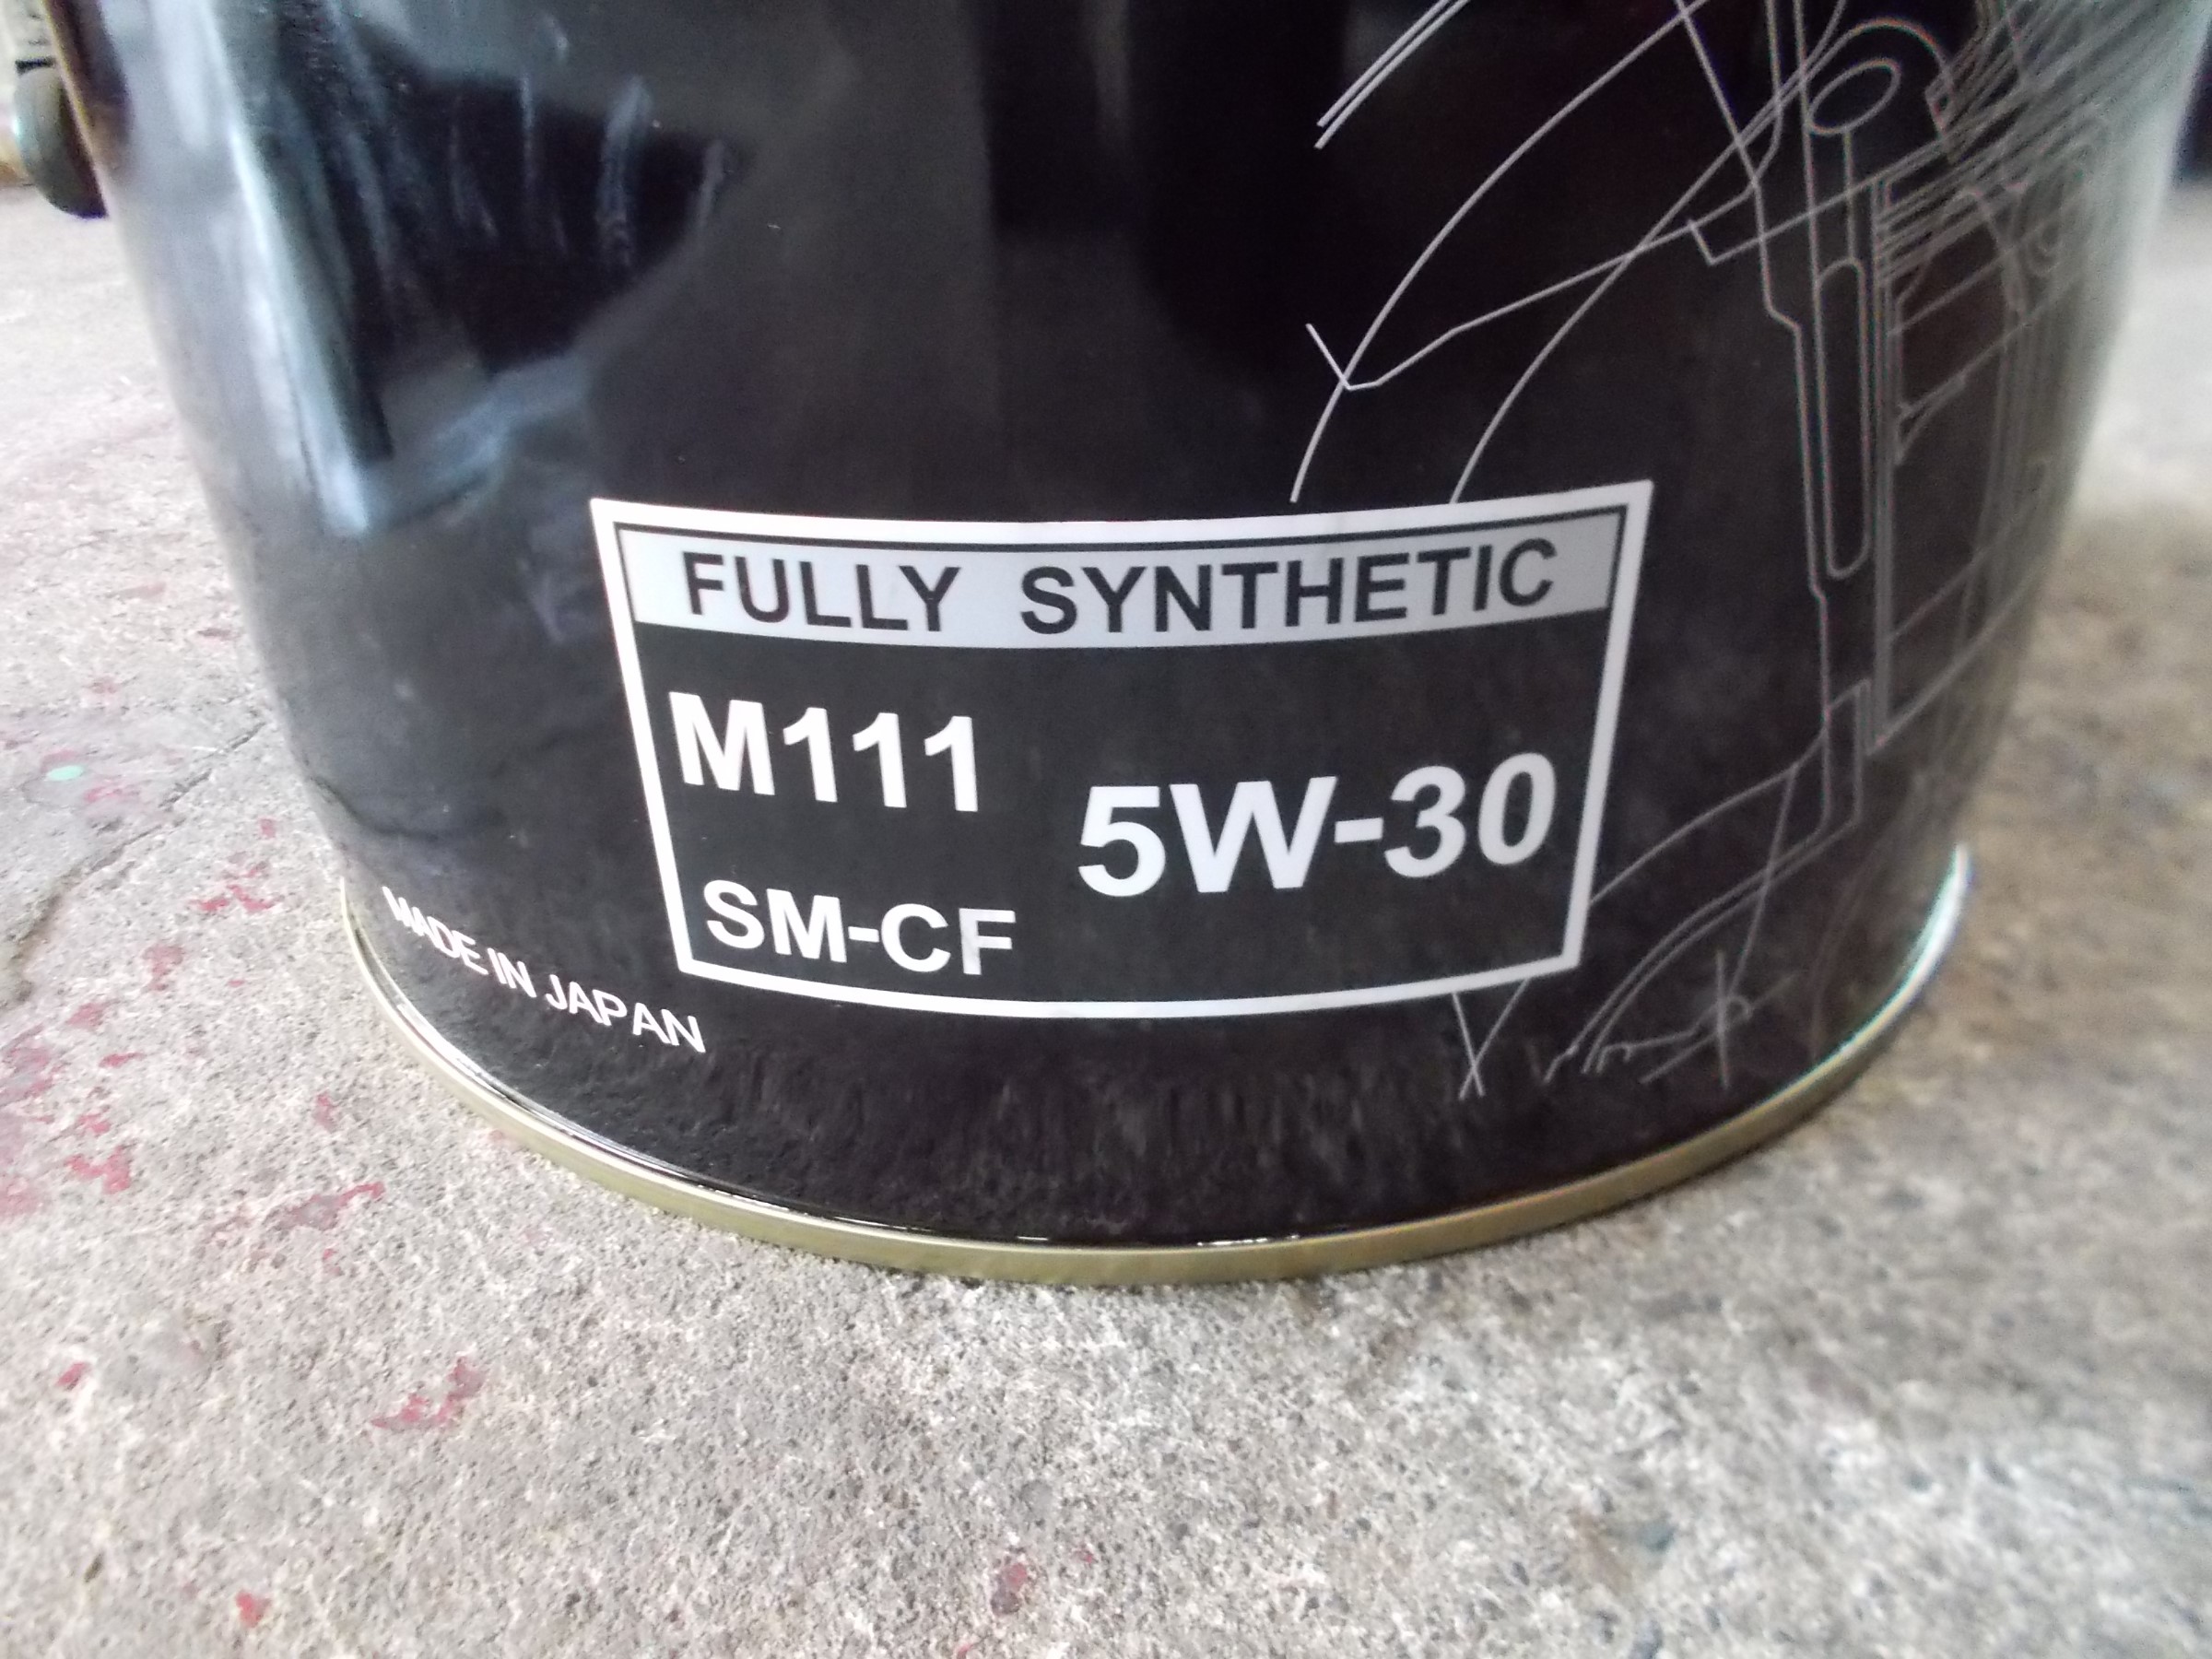 FULLY SYNTHETIC
M111
5W-30
SM-CF
MADE IN JAPAN